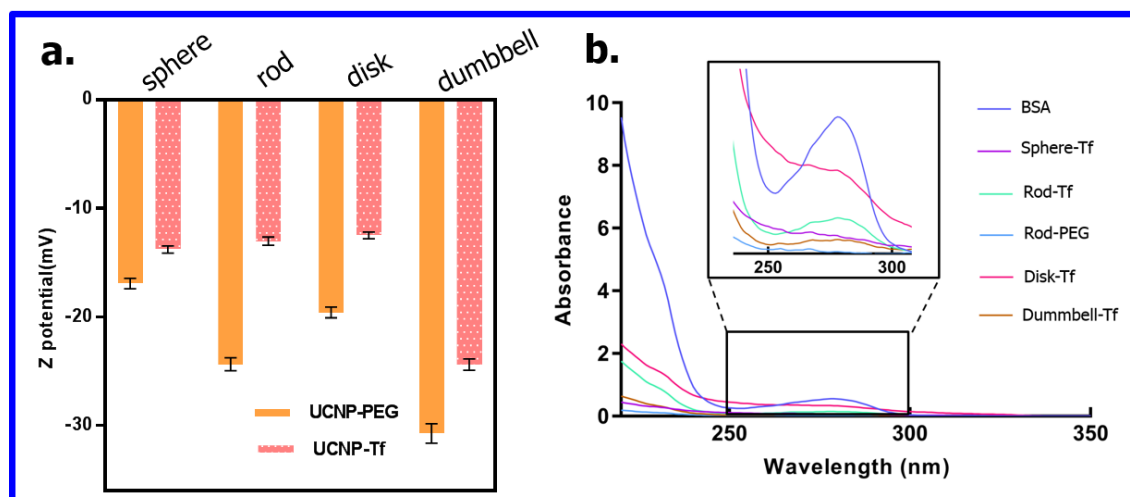 a.
sphere
rod
disk
dumbbell
0
-10
-20
-30
Z potential(mV)
UCNP-PEG
UCNP-Tf
b.
10
8
6
4
2
0
Absorbance
250
300
250
300
350
Wavelength (nm)
BSA
Sphere-Tf
Rod-Tf
Rod-PEG
Disk-Tf
Dummbell-Tf